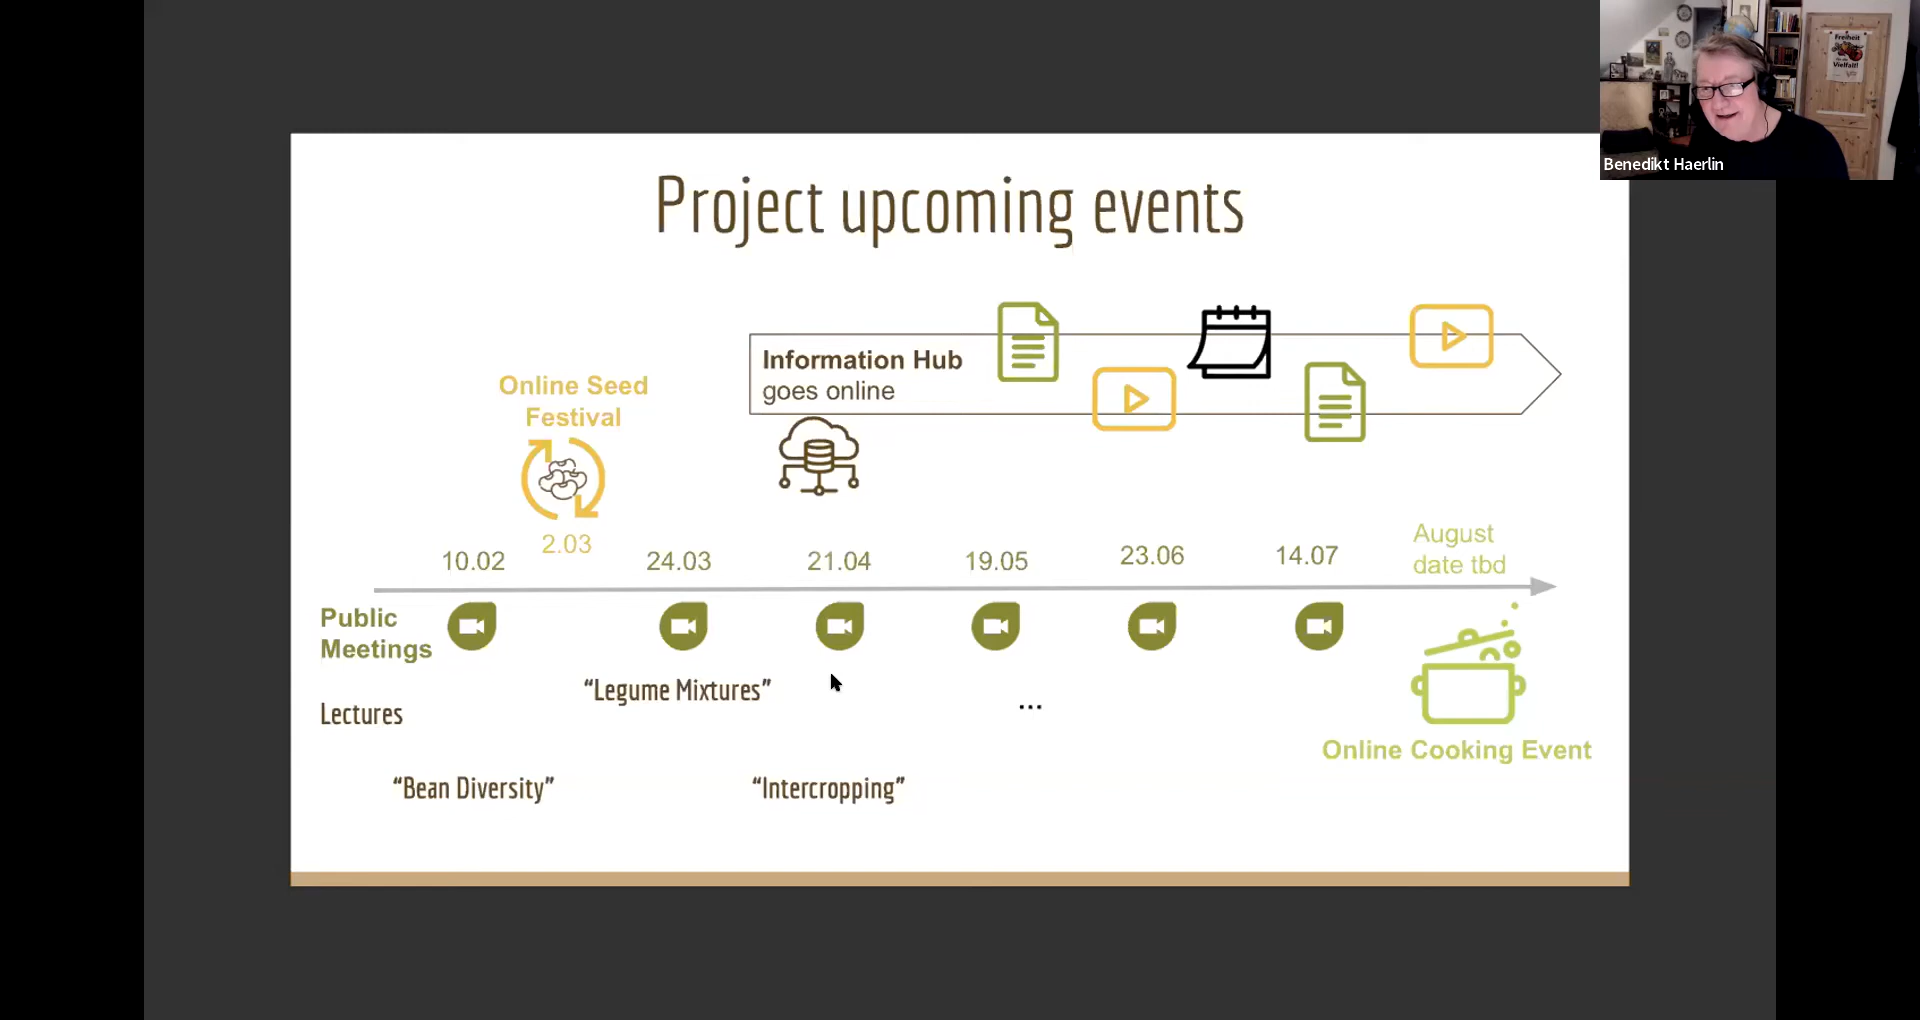 Freiheit
Vielfalt!
Benedikt Haerlin
Project upcoming events
Information Hub
goes online
Online Seed
Festival
2.03
10.02
24.03
21.04
19.05
23.06
14.07
August
date tbd
Public
Meetings
Lectures
“Legume Mixtures”
...
“Bean Diversity”
“Intercropping”
Online Cooking Event